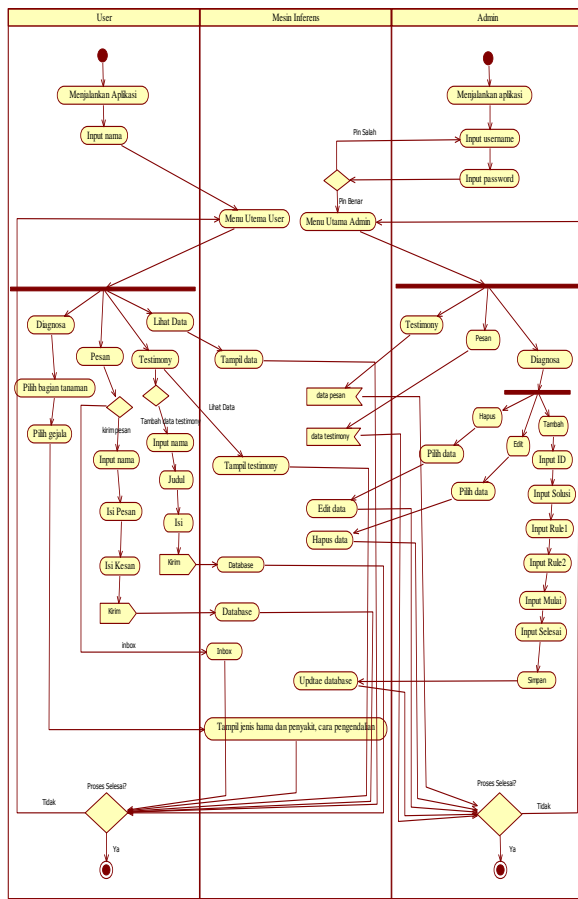 User
Mesin Inferens
Admin
Menjalankan Aplikasi
Input nama
Menu Utema User
Menjalankan aplikasi
Pin Salah
Input username
Input password
Pin Benar
Menu Utama Admin
Diagnosa
Pesan
Testimony
Lihat Data
Tampil data
Testimony
Pesan
Diagnosa
Pilih bagian tanaman
Pilih gejala
kirim pesan
Tambah data testimony
Lihat Data
data pesan
data testimony
Hapus
Edit
Tambah
Input nama
Isi Pesan
Isi Kesan
Kirim
Input nama
Judul
Isi
Kirim
Tampil testimony
Pilih data
Pilih data
Edit data
Hapus data
Input ID
Input Solusi
Input Rule1
Input Rule2
Input Mulai
Input Selesai
Simpan
Database
Database
inbox
Inbox
Updtae database
Tampil jenis hama dan penyakit, cara pengendalian
Proses Selesai?
Tidak
Ya
Proses Selesai?
Tidak
Ya